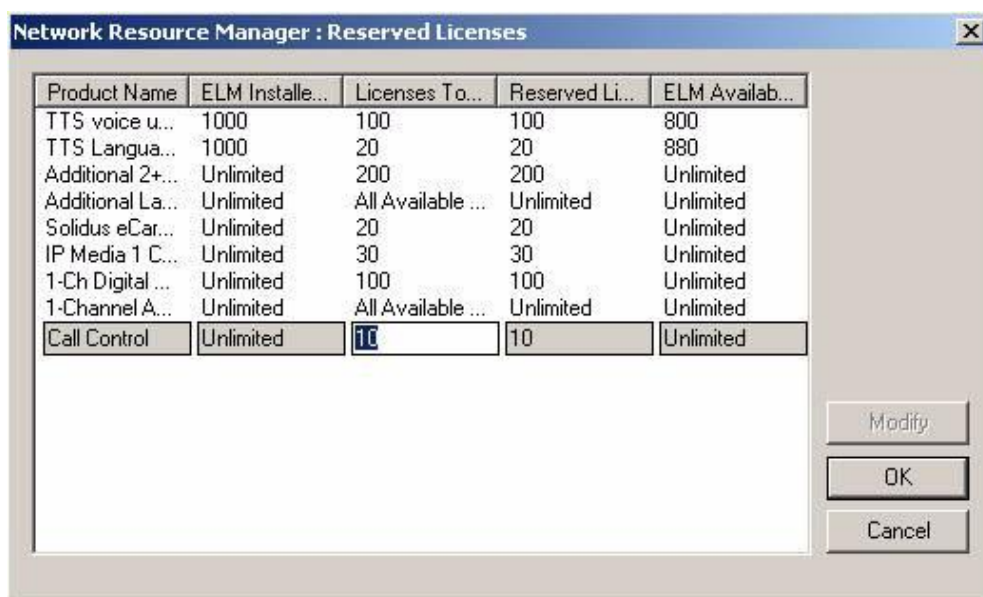 Network Resource Manager : Reserved Licenses
Product Name ELM Installe... Licenses To... Reserved Li... ELM Availab...
TTS voice u... 1000 100 100 800
TTS Langua... 1000 20 20 880
Additional 2+... Unlimited 200 200 Unlimited
Additional La... Unlimited All Available ... Unlimited Unlimited
Solidus eCar... Unlimited 20 20 Unlimited
IP Media 1 C... Unlimited 30 30 Unlimited
1-Ch Digital ... Unlimited 100 100 Unlimited
1-Channel A... Unlimited All Available ... Unlimited Unlimited
Call Control Unlimited 10 10 Unlimited
Modify
OK
Cancel